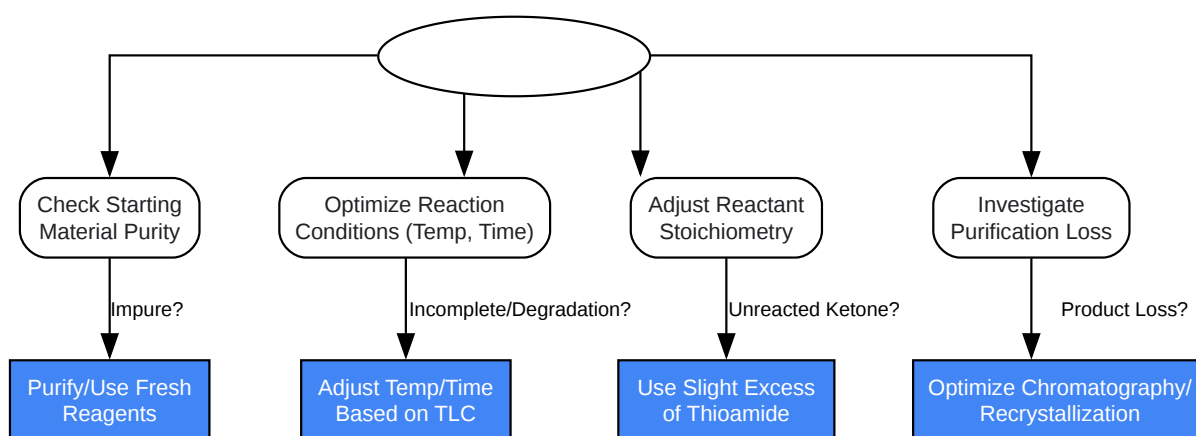 Check Starting
Material Purity
Optimize Reaction
Conditions (Temp, Time)
Adjust Reactant
Stoichiometry
Investigate
Purification Loss
Impure?
Incomplete/Degradation?
Unreacted Ketone?
Product Loss?
Purify/Use Fresh
Reagents
Adjust Temp/Time
Based on TLC
Use Slight Excess
of Thioamide
Optimize Chromatography/
Recrystallization